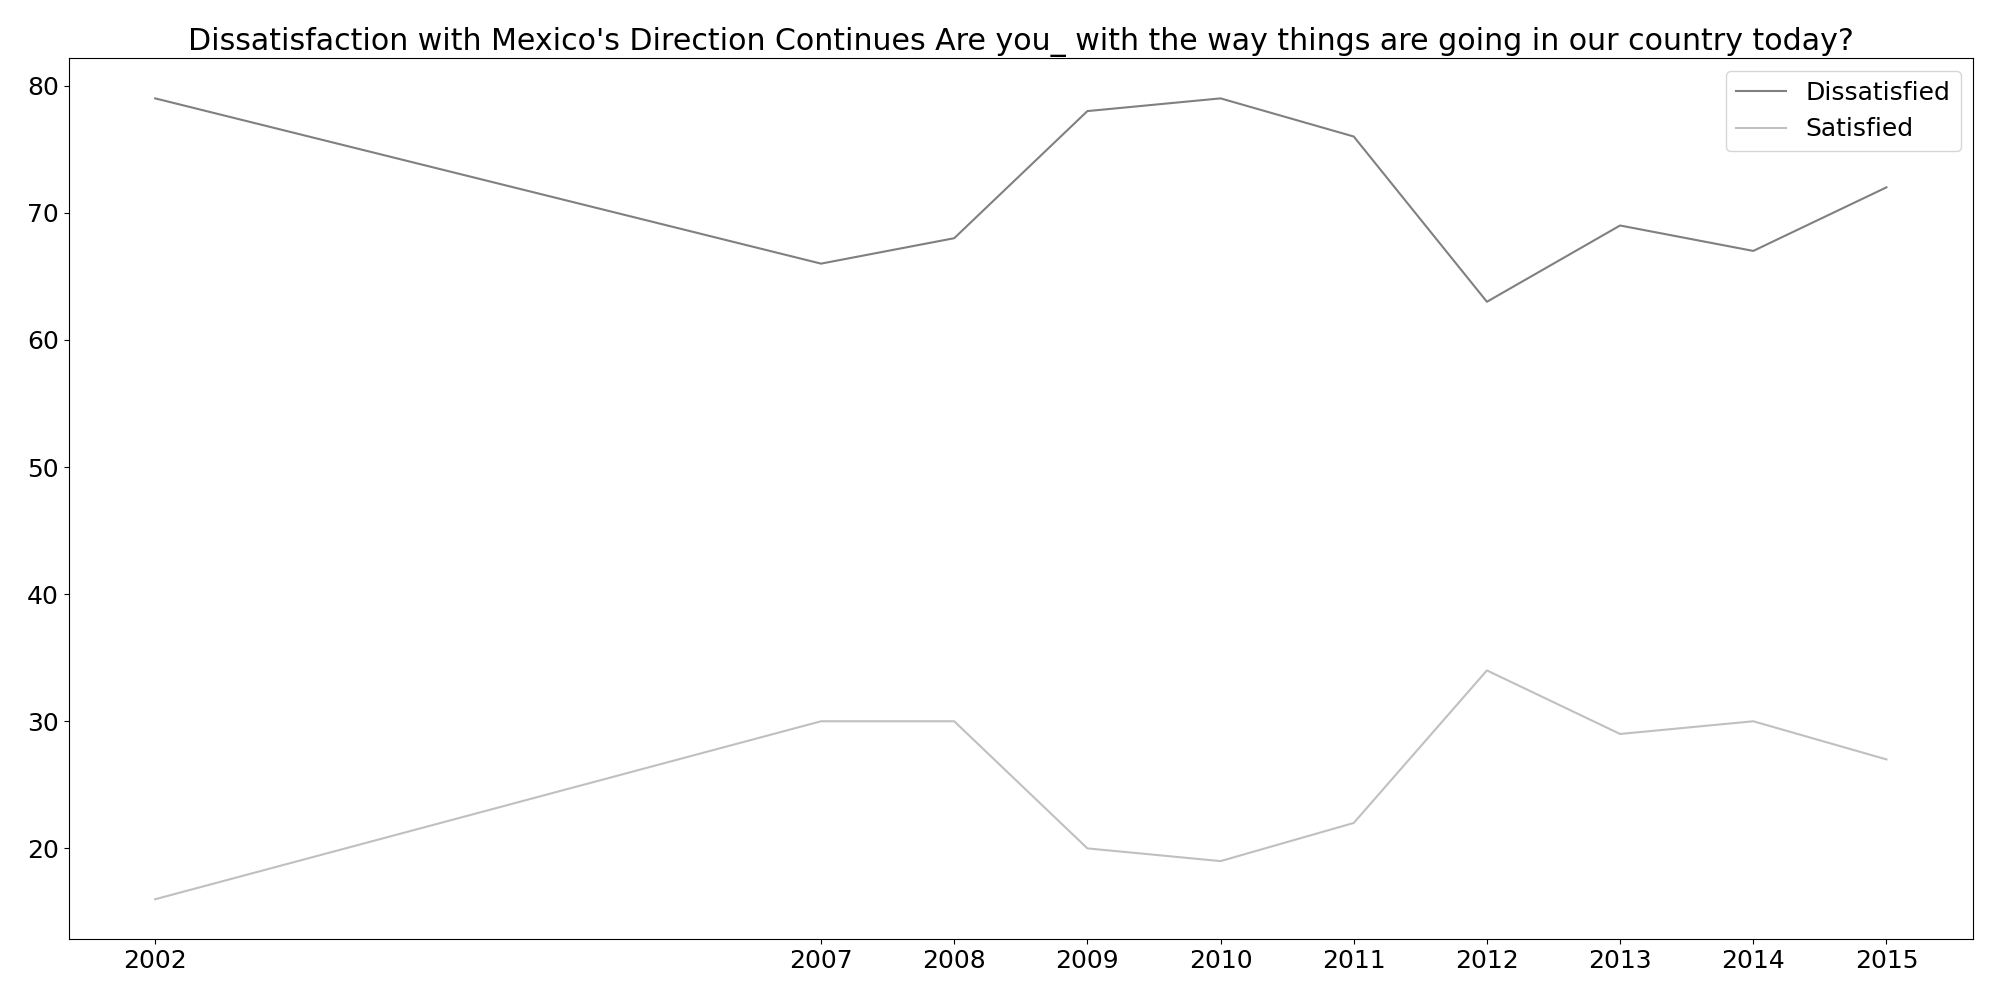 Dissatisfaction with Mexico's Direction Continues Are you_ with the way things are going in our country today?
Dissatisfied
Satisfied
80
70
60
50
40
30
20
2002 2007 2008 2009 2010 2011 2012 2013 2014 2015